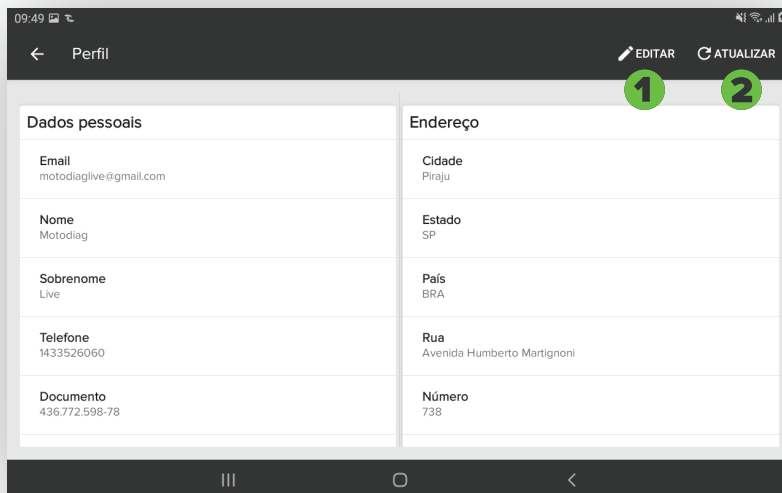 09:49
Perfil
EDITAR
ATUALIZAR
1
2
Dados pessoais
Email
motodiaglive@gmail.com
Nome
Motodiag
Sobrenome
Live
Telefone
1433526060
Documento
436.772.598-78
Endereço
Cidade
Piraju
Estado
SP
País
BRA
Rua
Avenida Humberto Martignoni
Número
738